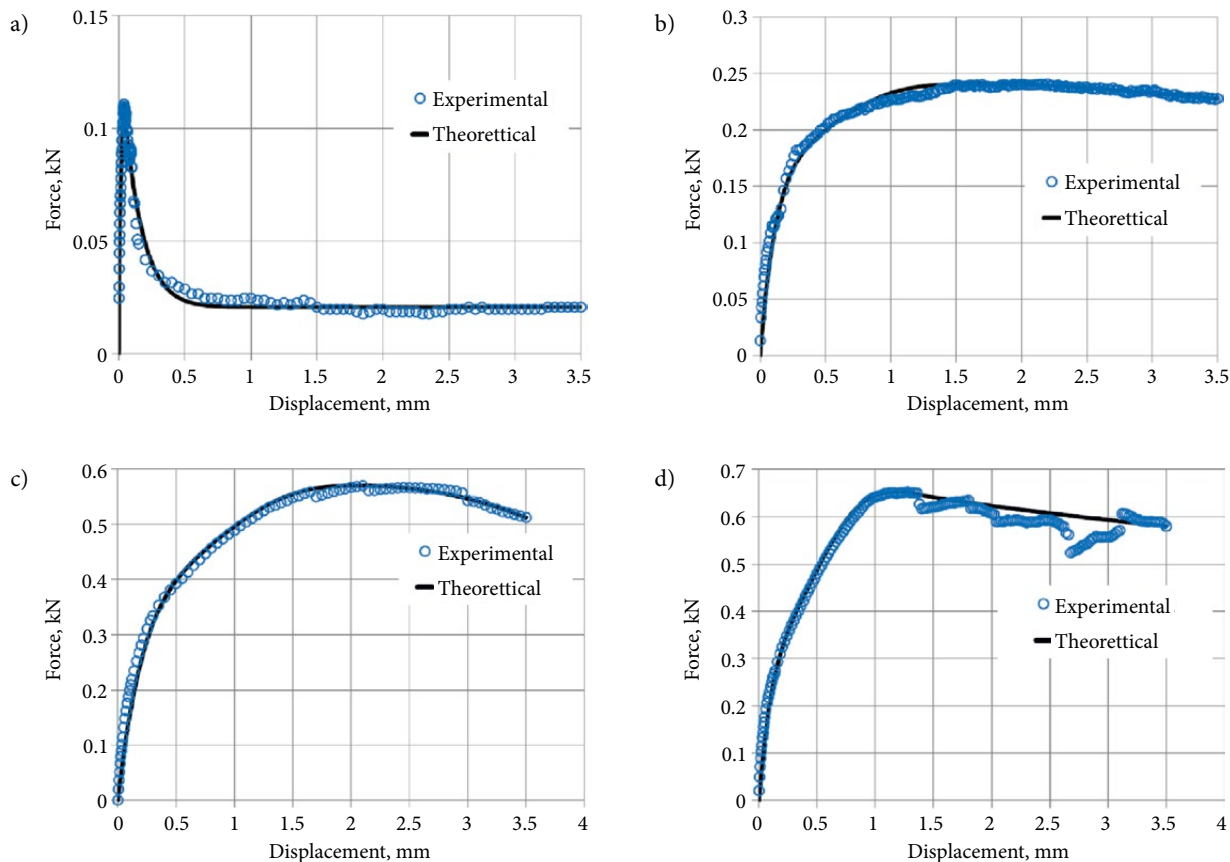 a)
0.15
0.1
0.05
0
Force, kN
Experimental
Theorettical
0 0.5 1 1.5 2 2.5 3 3.5
Displacement, mm
b)
0.3
0.25
0.2
0.15
0.1
0.05
0
Force, kN
Experimental
Theorettical
0 0.5 1 1.5 2 2.5 3 3.5
Displacement, mm
c)
0.6
0.5
0.4
0.3
0.2
0.1
0
Force, kN
Experimental
Theorettical
0 0.5 1 1.5 2 2.5 3 3.5 4
Displacement, mm
d)
0.7
0.6
0.5
0.4
0.3
0.2
0.1
0
Force, kN
Experimental
Theorettical
0 0.5 1 1.5 2 2.5 3 3.5 4
Displacement, mm